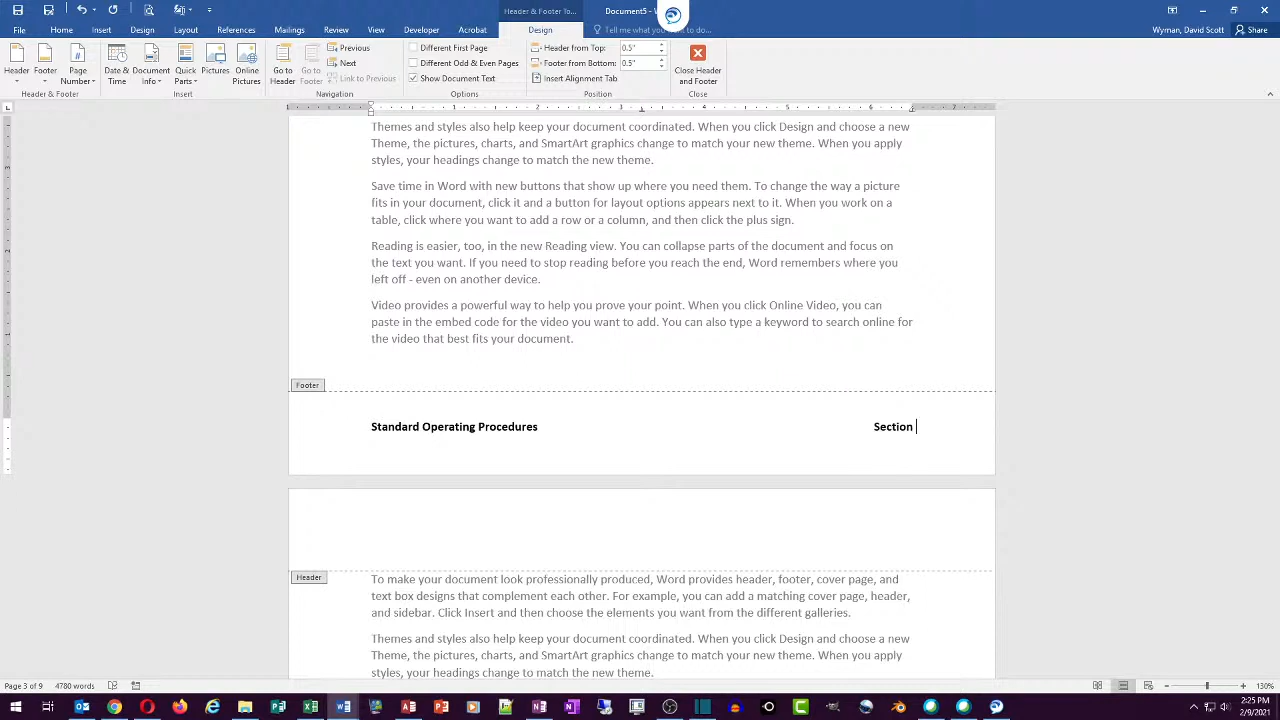 Header & Footer To...
Document5 - W
File
Home
Insert
Design
Layout
References
Mailings
Review
View
Developer
Acrobat
Design
Tell me what you want to do...
Wyman, David Scott
Share
Header
Footer
Page Number
Header & Footer
Date & Time
Document Info
Quick Parts
Pictures
Online Pictures
Insert
Go to Header
Go to Footer
Previous
Next
Link to Previous
Navigation
Different First Page
Different Odd & Even Pages
Show Document Text
Options
Header from Top: 0.5"
Footer from Bottom: 0.5"
Insert Alignment Tab
Position
Close Header and Footer
Close
1 2 3 4 5 6 7
Themes and styles also help keep your document coordinated. When you click Design and choose a new
Theme, the pictures, charts, and SmartArt graphics change to match your new theme. When you apply
styles, your headings change to match the new theme.
Save time in Word with new buttons that show up where you need them. To change the way a picture
fits in your document, click it and a button for layout options appears next to it. When you work on a
table, click where you want to add a row or a column, and then click the plus sign.
Reading is easier, too, in the new Reading view. You can collapse parts of the document and focus on
the text you want. If you need to stop reading before you reach the end, Word remembers where you
left off - even on another device.
Video provides a powerful way to help you prove your point. When you click Online Video, you can
paste in the embed code for the video you want to add. You can also type a keyword to search online for
the video that best fits your document.
Footer
Standard Operating Procedures Section
Header
To make your document look professionally produced, Word provides header, footer, cover page, and
text box designs that complement each other. For example, you can add a matching cover page, header,
and sidebar. Click Insert and then choose the elements you want from the different galleries.
Themes and styles also help keep your document coordinated. When you click Design and choose a new
Theme, the pictures, charts, and SmartArt graphics change to match your new theme. When you apply
styles, your headings change to match the new theme.
Page 3 of 9 4780 words
130%
2:25 PM
2/9/2021